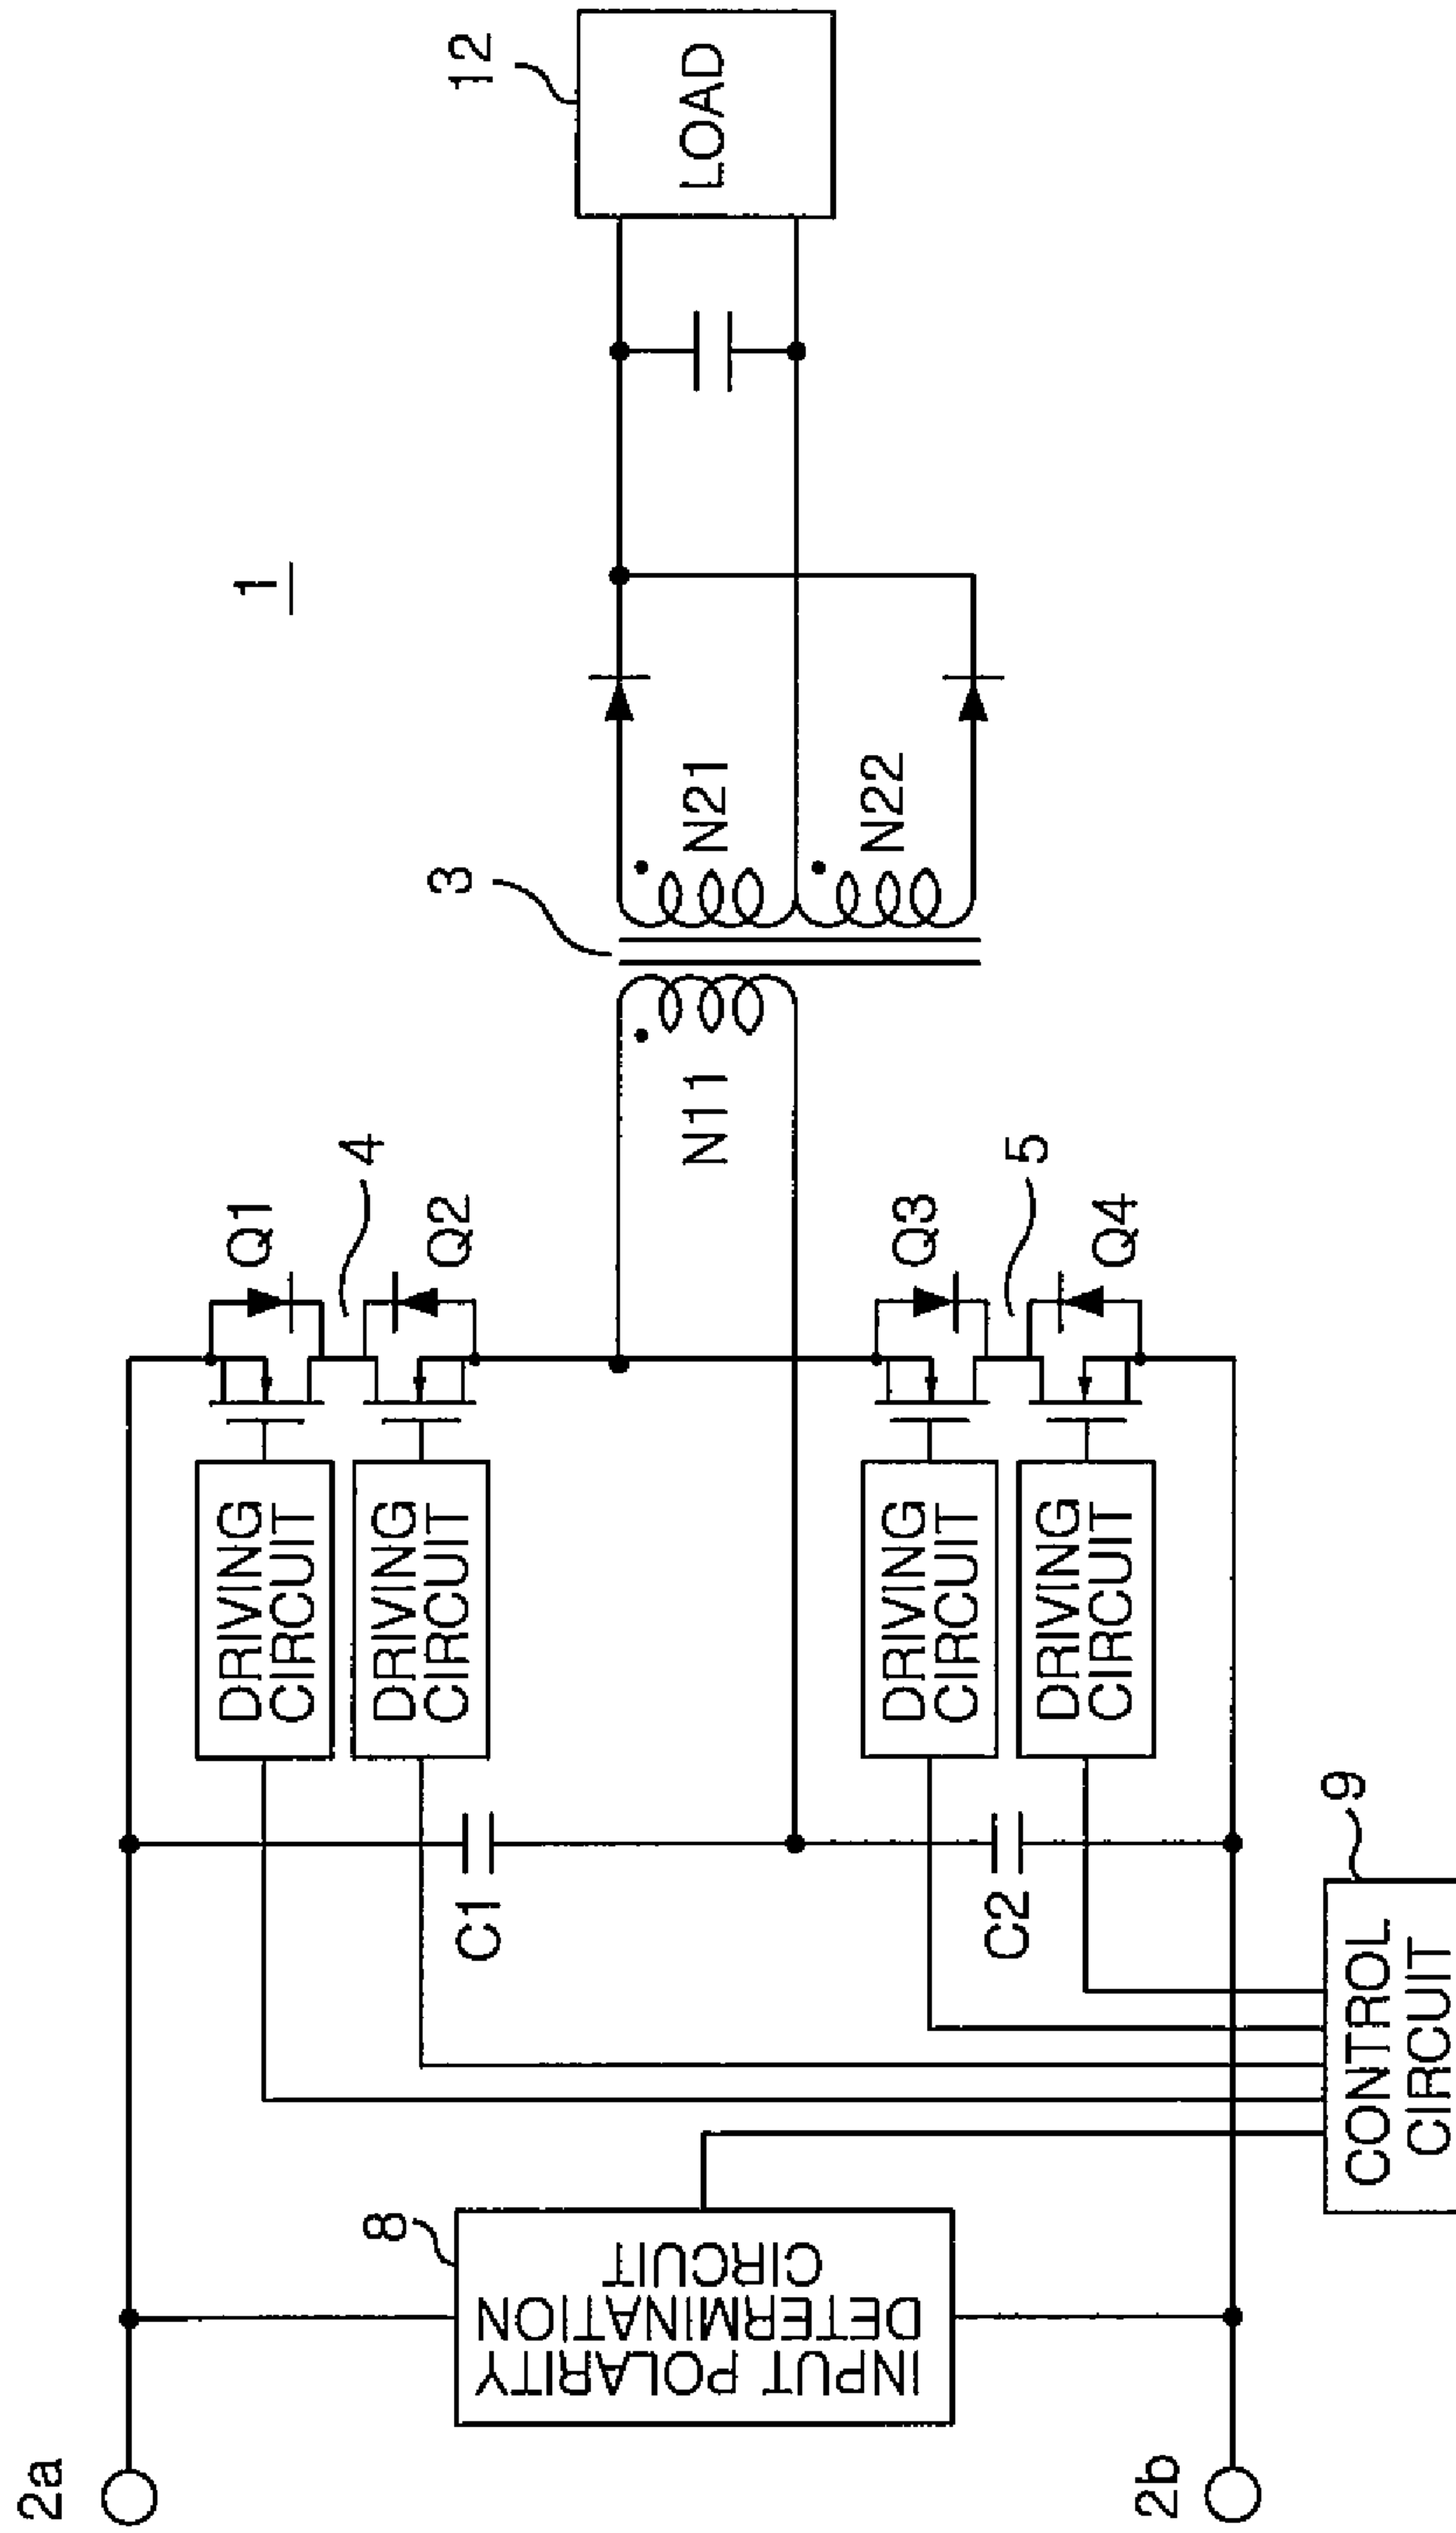 1
2a
2b
INPUT POLARITY
DETERMINATION
CIRCUIT
8
CONTROL
CIRCUIT
9
C1
C2
DRIVING
CIRCUIT
DRIVING
CIRCUIT
DRIVING
CIRCUIT
DRIVING
CIRCUIT
Q1
4
Q2
Q3
5
Q4
N11
3
N21
N22
12
LOAD